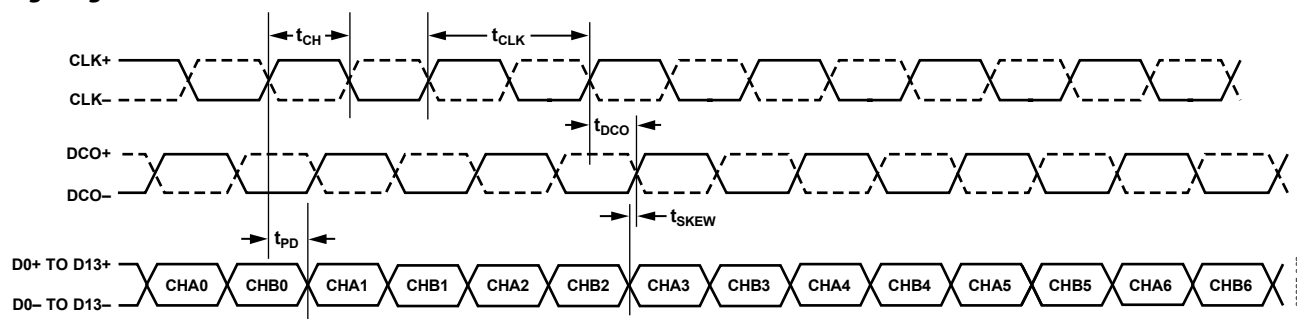 tCH
tCLK
CLK+
CLK–
tDCO
DCO+
DCO–
tSKEW
tPD
D0+ TO D13+
CHA0 CHB0 CHA1 CHB1 CHA2 CHB2 CHA3 CHB3 CHA4 CHB4 CHA5 CHB5 CHA6 CHB6
D0– TO D13–